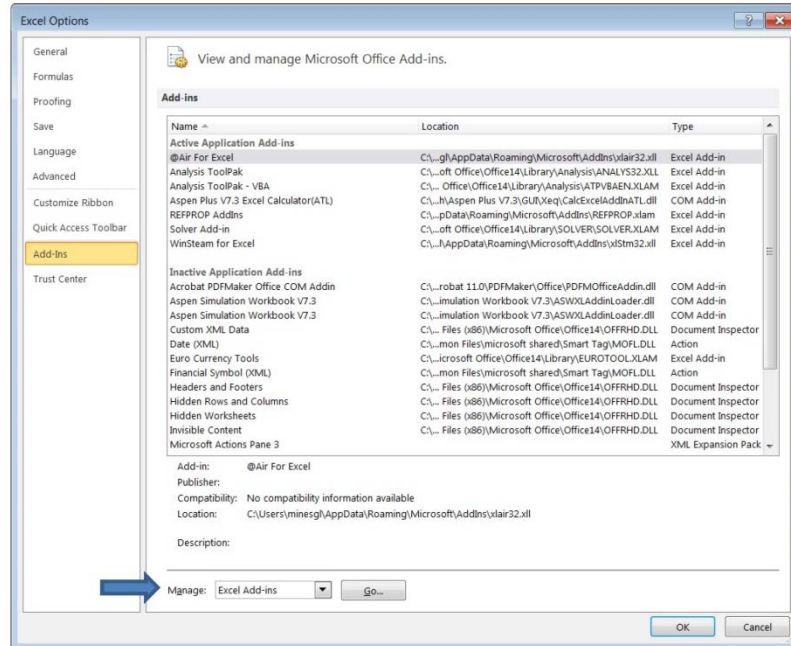 Excel Options
General
Formulas
Proofing
Save
Language
Advanced
Customize Ribbon
Quick Access Toolbar
Add-Ins
Trust Center
View and manage Microsoft Office Add-ins.
Add-ins
Name Location Type
Active Application Add-ins
@Air For Excel C:\...gl\AppData\Roaming\Microsoft\AddIns\xlair32.xll Excel Add-in
Analysis ToolPak C:\...oft Office\Office14\Library\Analysis\ANALYS32.XLL Excel Add-in
Analysis ToolPak - VBA C:\... Office\Office14\Library\Analysis\ATPVBAEN.XLAM Excel Add-in
Aspen Plus V7.3 Excel Calculator(ATL) C:\...h\Aspen Plus V7.3\GUI\Xeq\CalcExcelAddInATL.dll COM Add-in
REFPROP AddIns C:\...pData\Roaming\Microsoft\AddIns\REFPROP.xlam Excel Add-in
Solver Add-in C:\...oft Office\Office14\Library\SOLVER\SOLVER.XLAM Excel Add-in
WinSteam for Excel C:\...l\AppData\Roaming\Microsoft\AddIns\xlStm32.xll Excel Add-in
Inactive Application Add-ins
Acrobat PDFMaker Office COM Addin C:\...robat 11.0\PDFMaker\Office\PDFMOfficeAddin.dll COM Add-in
Aspen Simulation Workbook V7.3 C:\...imulation Workbook V7.3\ASWXLAddinLoader.dll COM Add-in
Aspen Simulation Workbook V7.3 C:\...imulation Workbook V7.3\ASWXLAddinLoader.dll COM Add-in
Custom XML Data C:\... Files (x86)\Microsoft Office\Office14\OFFRHD.DLL Document Inspector
Date (XML) C:\...mon Files\microsoft shared\Smart Tag\MOFL.DLL Action
Euro Currency Tools C:\...icrosoft Office\Office14\Library\EUROTOOL.XLAM Excel Add-in
Financial Symbol (XML) C:\...mon Files\microsoft shared\Smart Tag\MOFL.DLL Action
Headers and Footers C:\... Files (x86)\Microsoft Office\Office14\OFFRHD.DLL Document Inspector
Hidden Rows and Columns C:\... Files (x86)\Microsoft Office\Office14\OFFRHD.DLL Document Inspector
Hidden Worksheets C:\... Files (x86)\Microsoft Office\Office14\OFFRHD.DLL Document Inspector
Invisible Content C:\... Files (x86)\Microsoft Office\Office14\OFFRHD.DLL Document Inspector
Microsoft Actions Pane 3 XML Expansion Pack
Add-in: @Air For Excel
Publisher:
Compatibility: No compatibility information available
Location: C:\Users\minesgl\AppData\Roaming\Microsoft\AddIns\xlair32.xll
Description:
Manage: Excel Add-ins Go...
OK Cancel